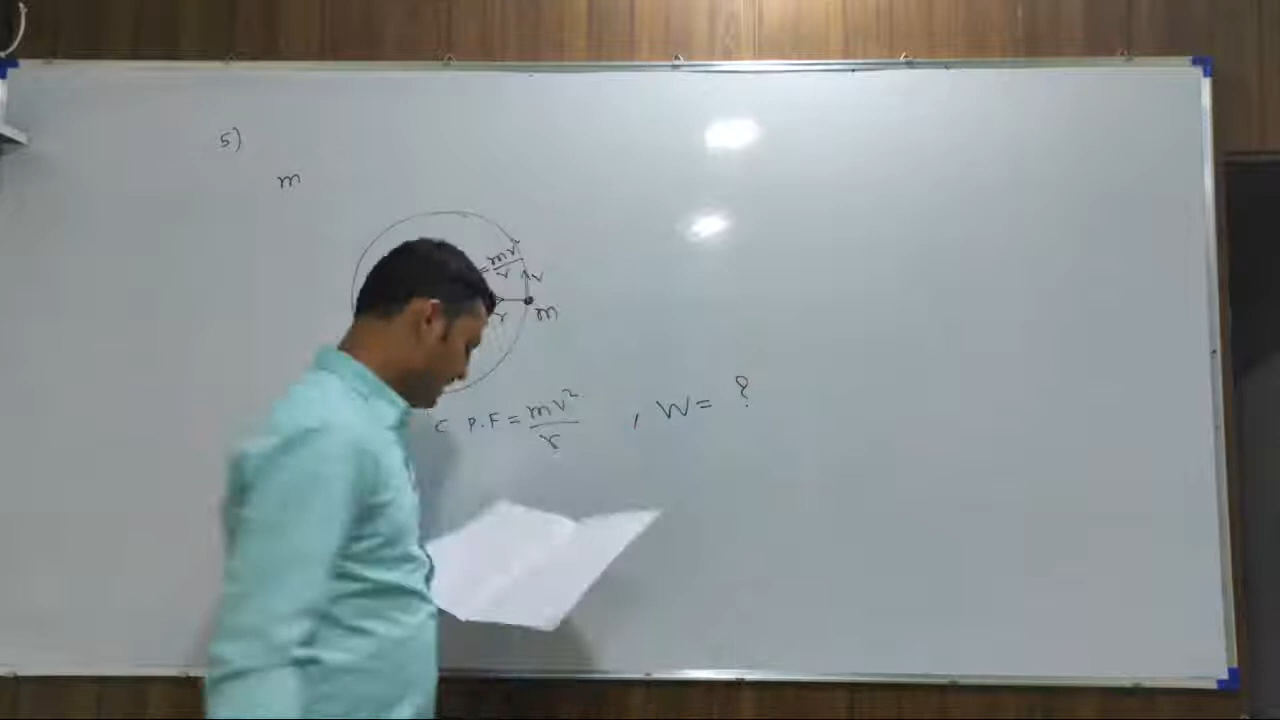 5)
m
= mv² / r
v
r
m
C.P.F = mv² / r , W = ?